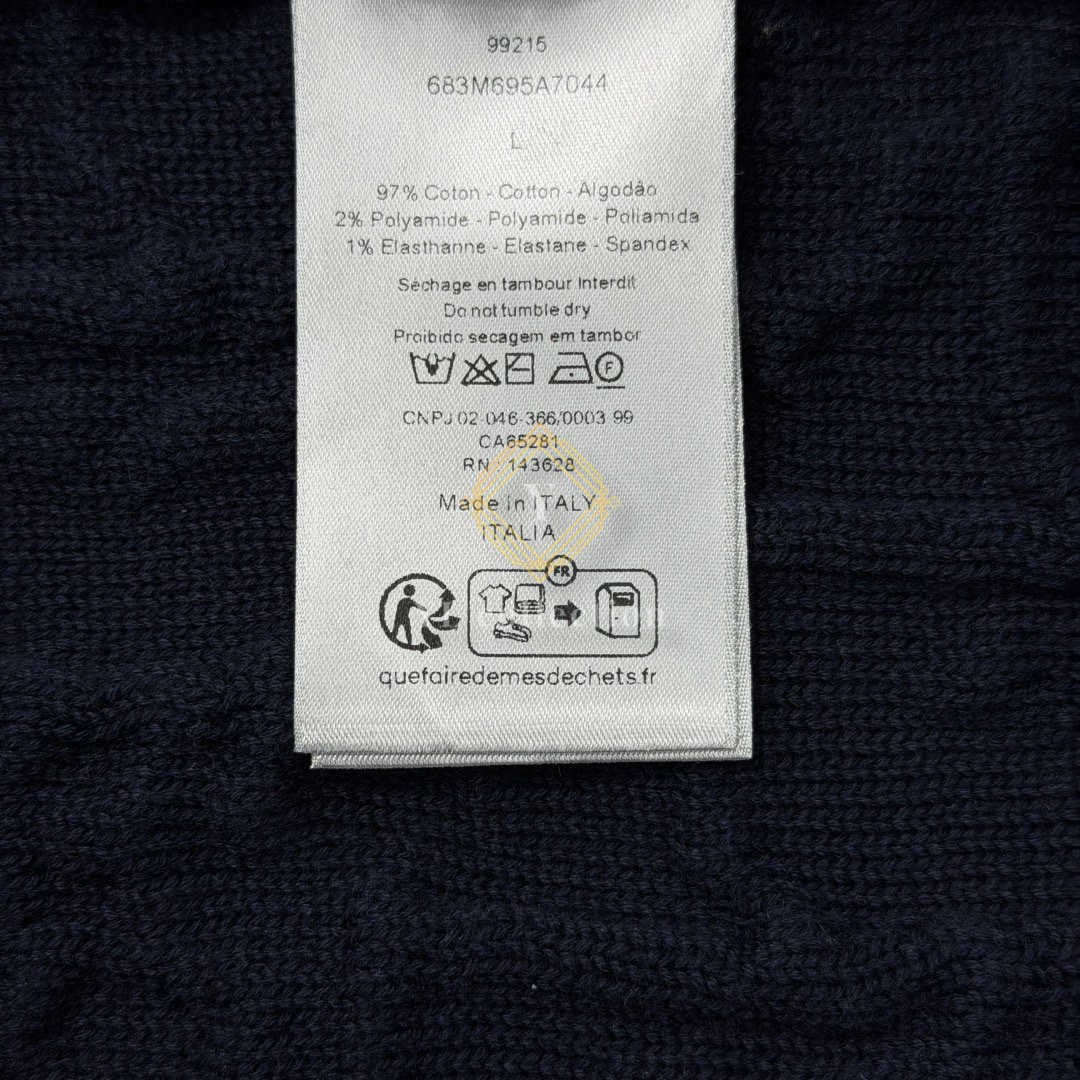 99215
683M695A7044
L
97% Coton - Cotton - Algodão
2% Polyamide - Polyamide - Poliamida
1% Elasthanne - Elastane - Spandex
Séchage en tambour Interdit
Do not tumble dry
Proibido secagem em tambor
F
CNPJ 02-046-366/0003-99
CA65281
RN : 143628
Made in ITALY
ITALIA
FR
quefairedemesdechets.fr